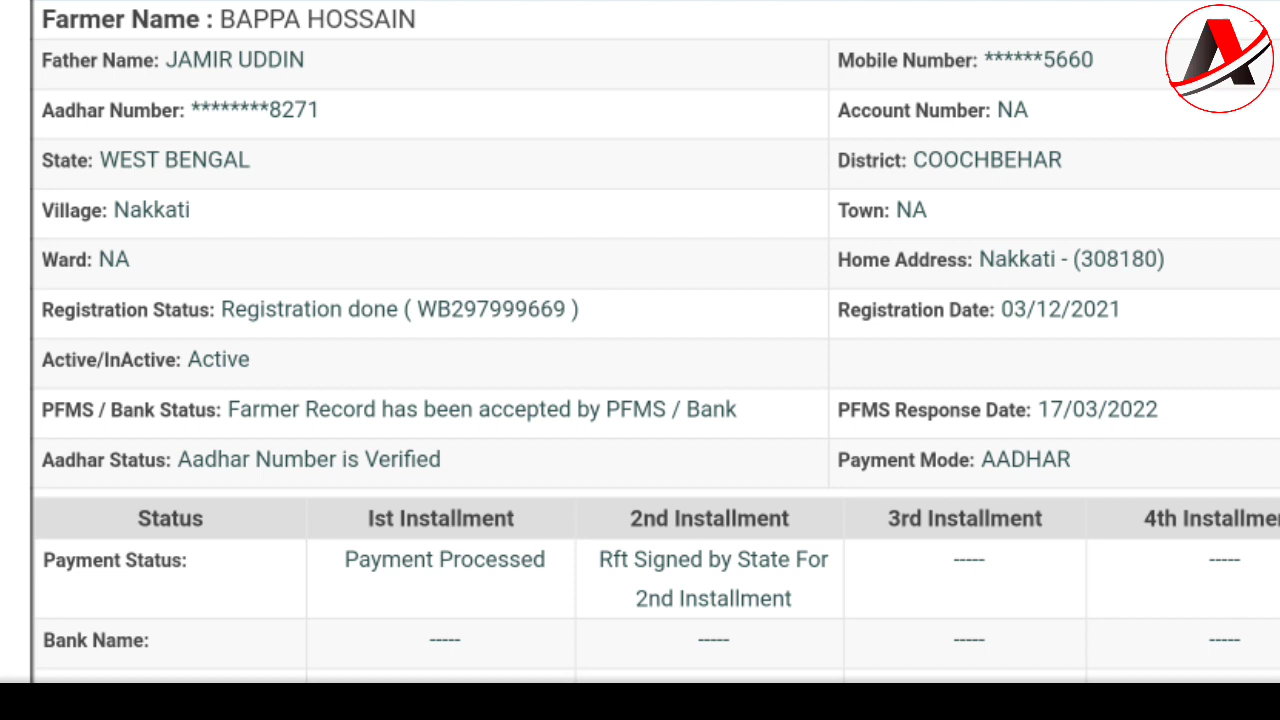 Farmer Name : BAPPA HOSSAIN
Father Name: JAMIR UDDIN
Mobile Number: ******5660
Aadhar Number: ********8271
Account Number: NA
State: WEST BENGAL
District: COOCHBEHAR
Village: Nakkati
Town: NA
Ward: NA
Home Address: Nakkati - (308180)
Registration Status: Registration done ( WB297999669 )
Registration Date: 03/12/2021
Active/InActive: Active
PFMS / Bank Status: Farmer Record has been accepted by PFMS / Bank
PFMS Response Date: 17/03/2022
Aadhar Status: Aadhar Number is Verified
Payment Mode: AADHAR
Status Ist Installment 2nd Installment 3rd Installment 4th Installme
Payment Status: Payment Processed Rft Signed by State For ----- -----
2nd Installment
Bank Name: ----- ----- ----- -----